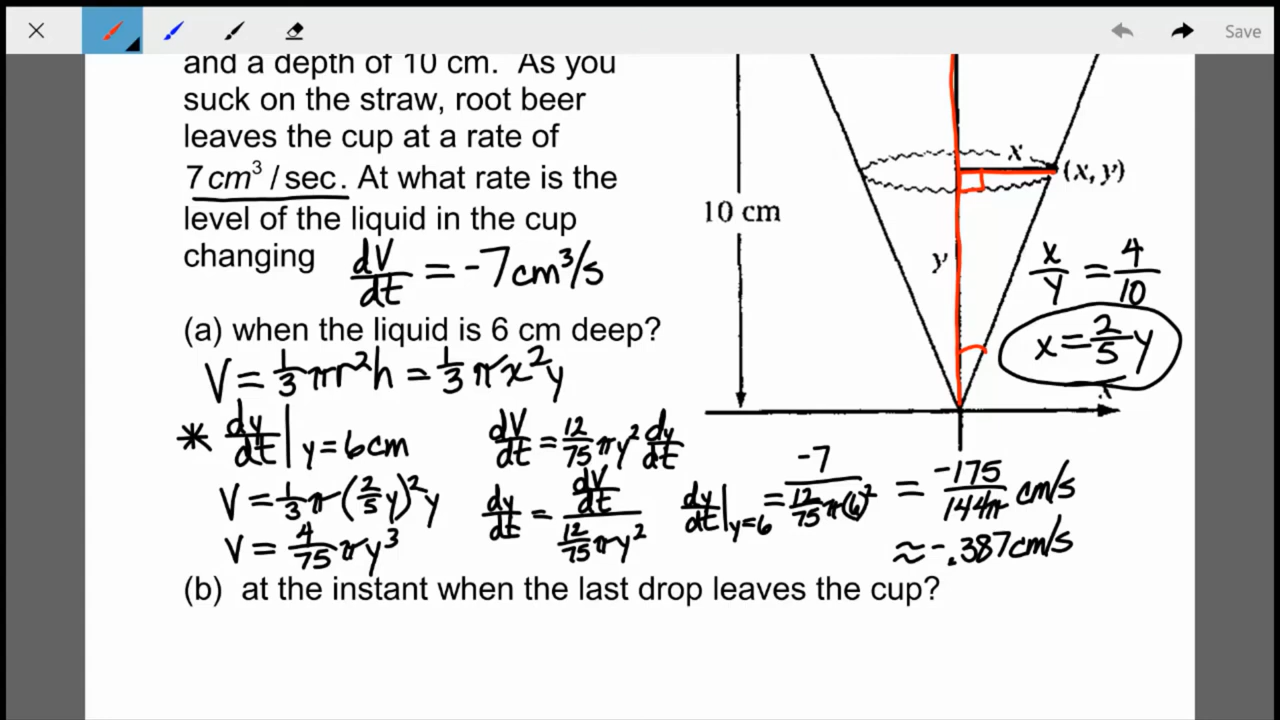 Save
and a depth of 10 cm. As you
suck on the straw, root beer
leaves the cup at a rate of
7 cm³ / sec. At what rate is the
level of the liquid in the cup
changing
dV/dt = -7 cm³/s
x
(x, y)
10 cm
y
x/y = 4/10
x = 2/5 y
x
(a) when the liquid is 6 cm deep?
V = 1/3 πr²h = 1/3 πx²y
* dy/dt | y = 6cm
V = 1/3 π(2/5 y)² y
V = 4/75 πy³
dV/dt = 12/75 πy² dy/dt
dy/dt = dV/dt / 12/75 πy²
dy/dt | y=6 = -7 / 12/75 π(6)² = -175/144π cm/s
≈ -.387 cm/s
(b) at the instant when the last drop leaves the cup?